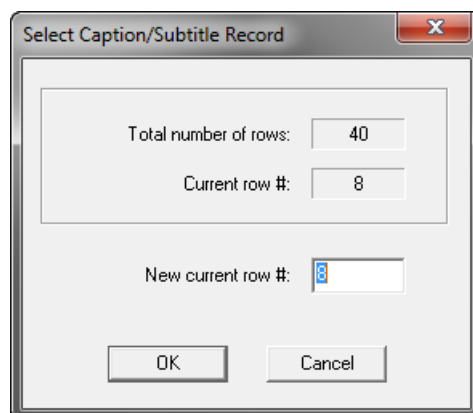 Select Caption/Subtitle Record
Total number of rows: 40
Current row #: 8
New current row #: 8
OK Cancel